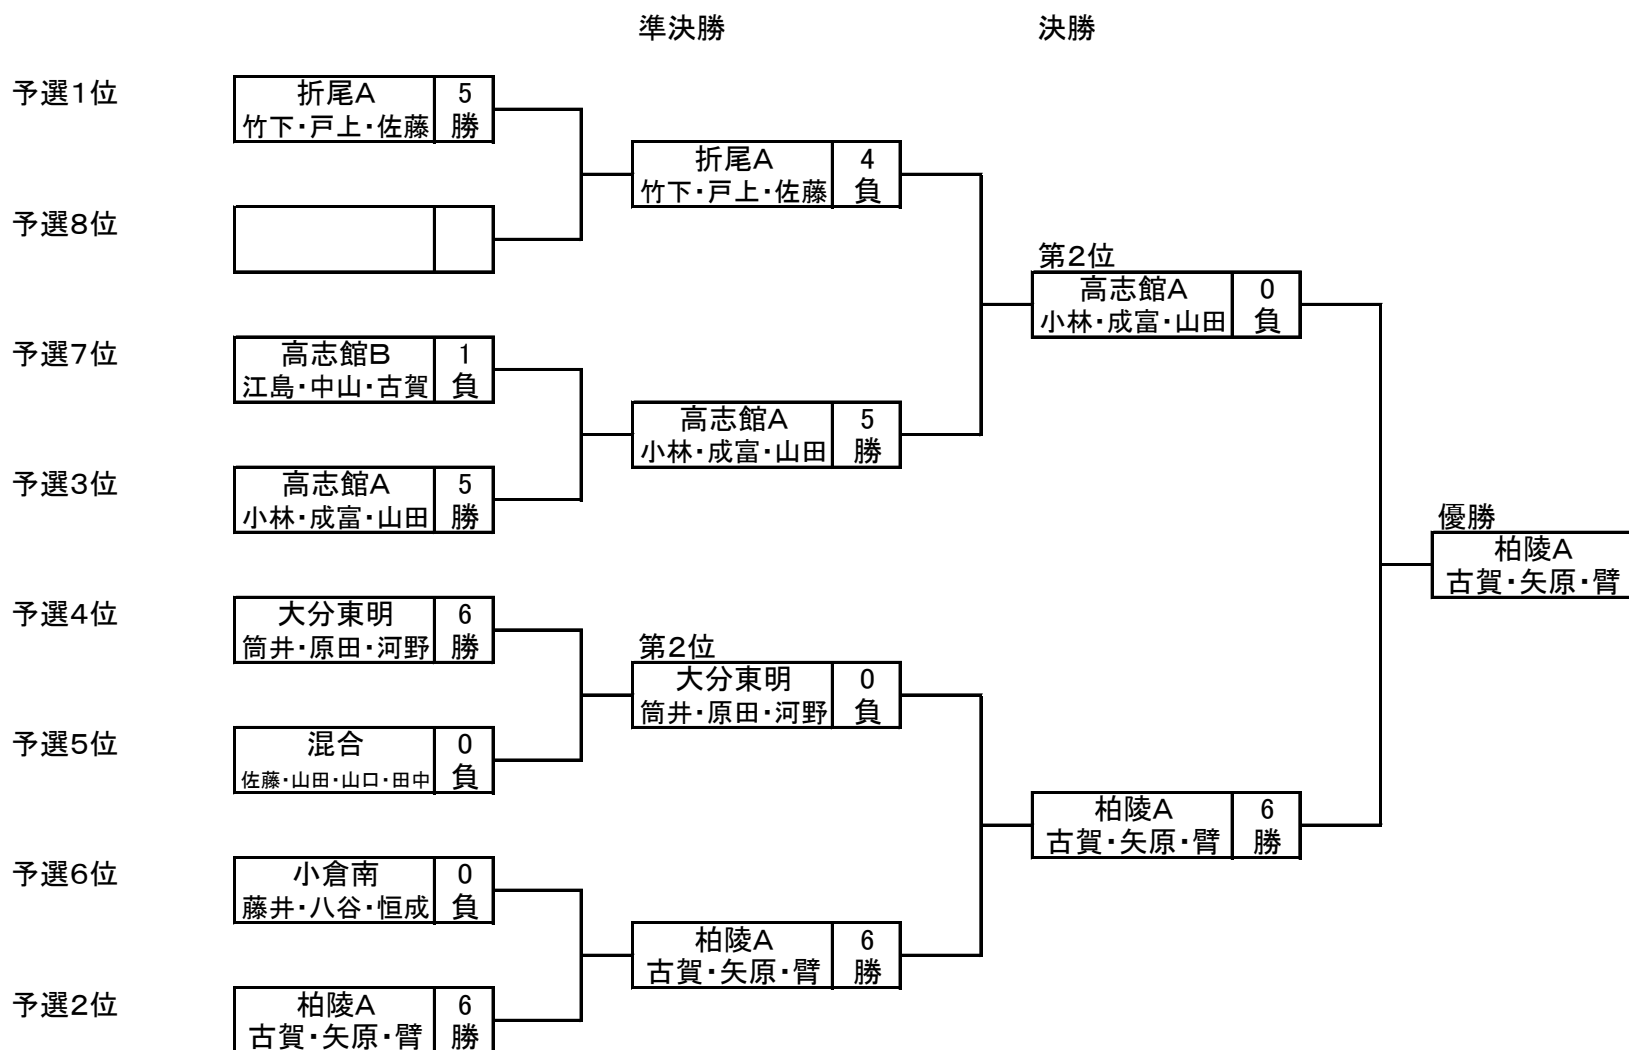 準決勝 決勝
予選1位
折尾A 5
竹下・戸上・佐藤 勝
折尾A 4
竹下・戸上・佐藤 負
予選8位
第2位
高志館A 0
小林・成富・山田 負
予選7位
高志館B 1
江島・中山・古賀 負
高志館A 5
小林・成富・山田 勝
予選3位
高志館A 5
小林・成富・山田 勝
優勝
柏陵A
古賀・矢原・臂
予選4位
大分東明 6
筒井・原田・河野 勝
第2位
大分東明 0
筒井・原田・河野 負
予選5位
混合 0
佐藤・山田・山口・田中 負
柏陵A 6
古賀・矢原・臂 勝
予選6位
小倉南 0
藤井・八谷・恒成 負
柏陵A 6
古賀・矢原・臂 勝
予選2位
柏陵A 6
古賀・矢原・臂 勝